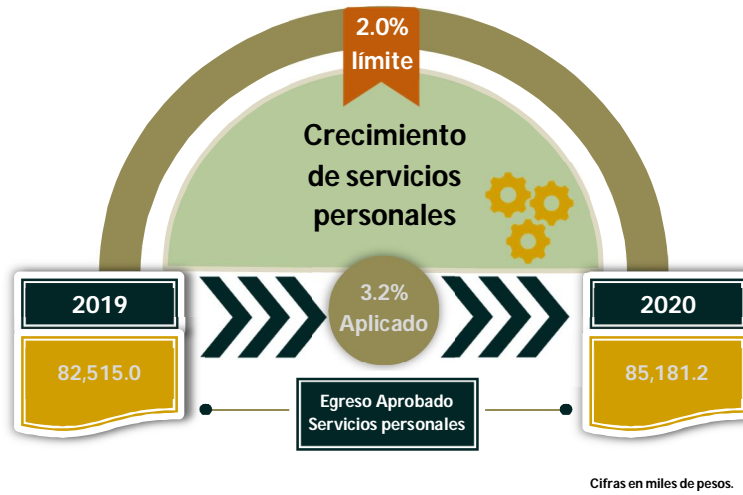 2.0%
límite
Crecimiento
de servicios
personales
2019
3.2%
Aplicado
2020
82,515.0
85,181.2
Egreso Aprobado
Servicios personales
Cifras en miles de pesos.